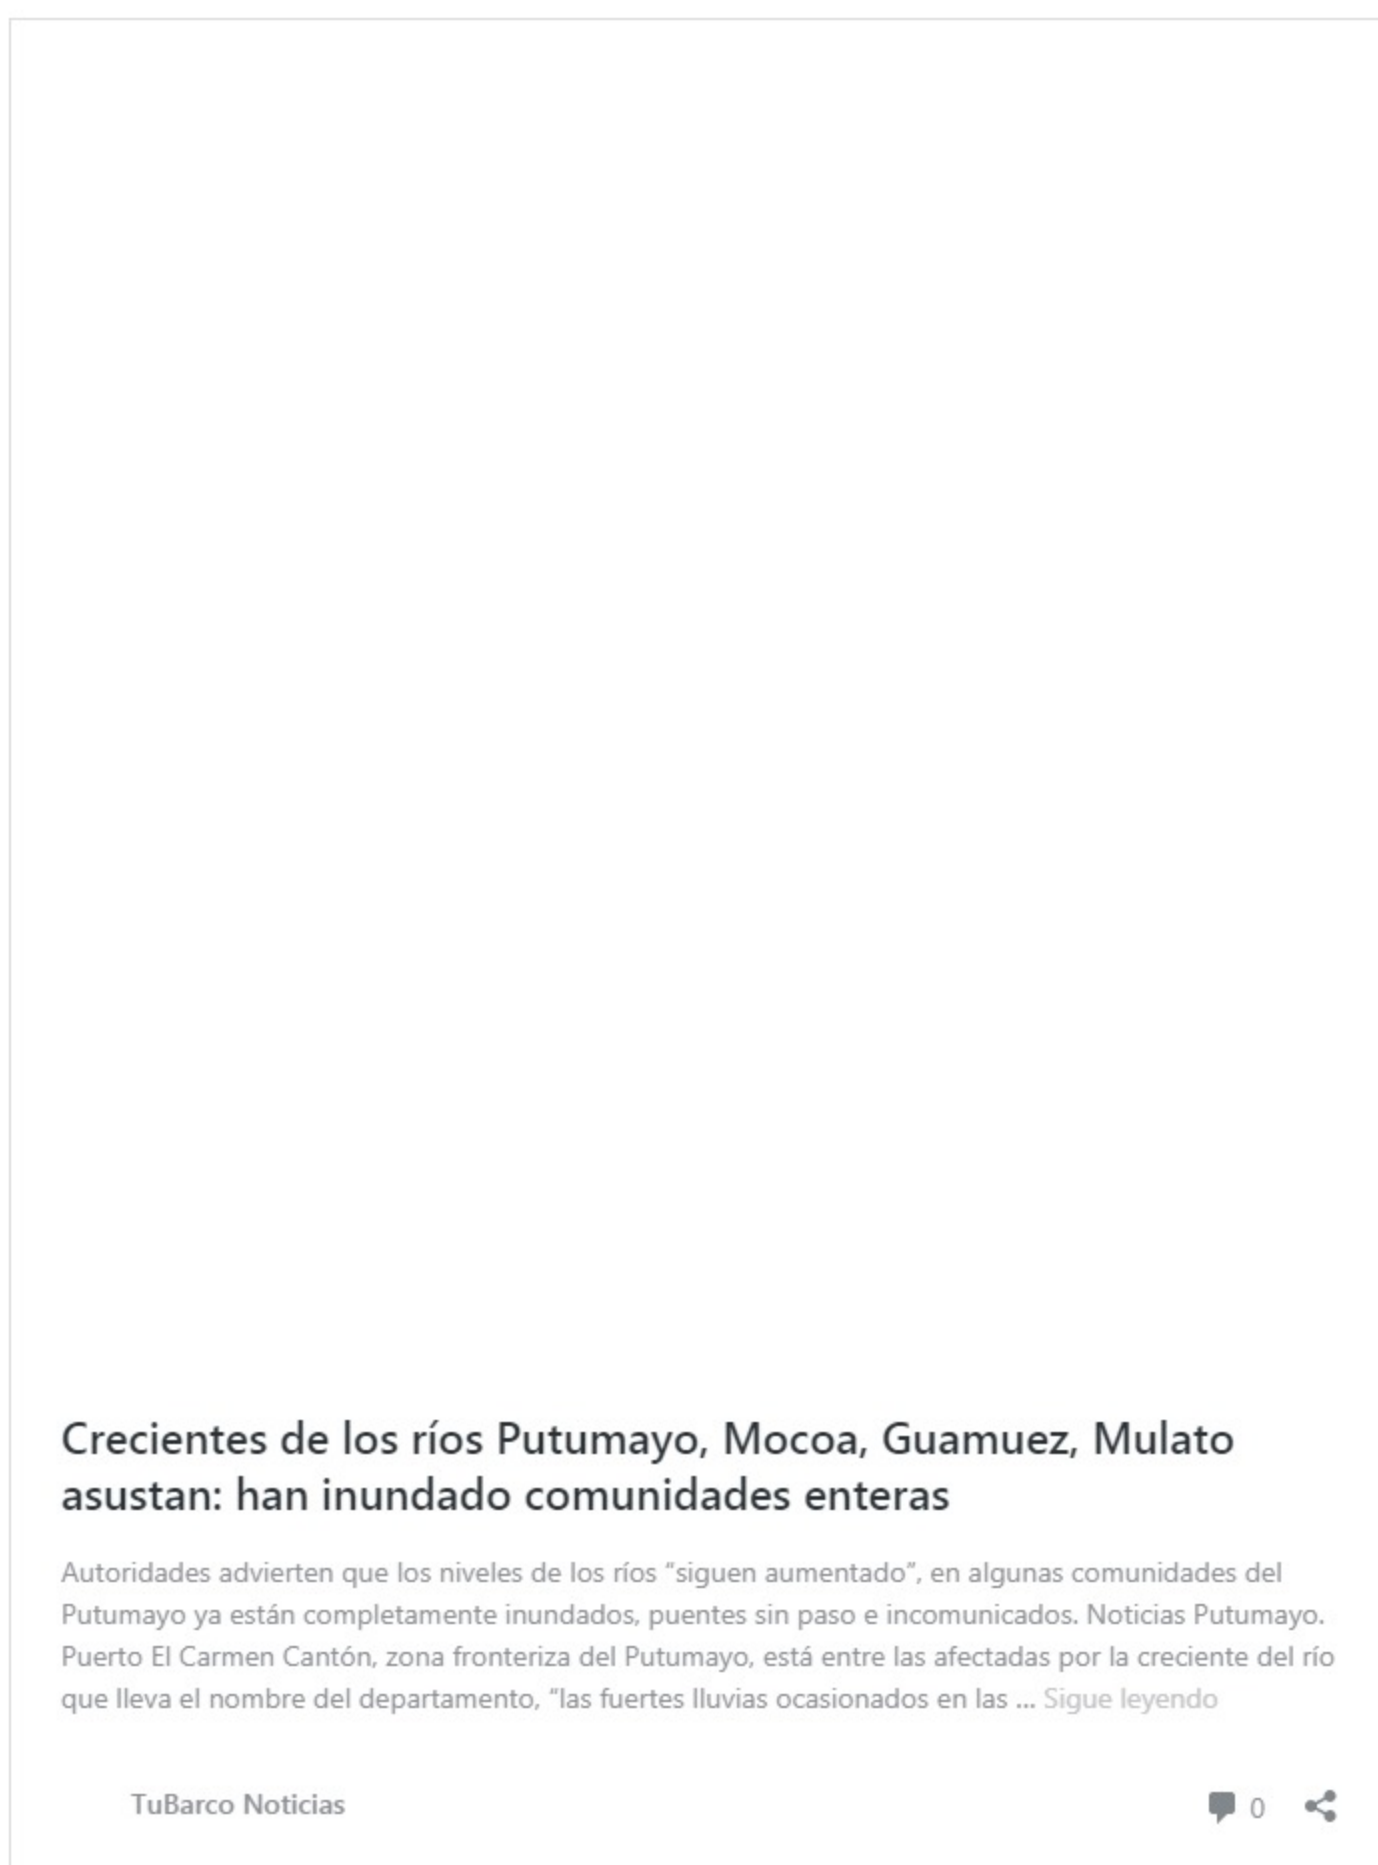 Crecientes de los ríos Putumayo, Mocoa, Guamuez, Mulato
asustan: han inundado comunidades enteras
Autoridades advierten que los niveles de los ríos “siguen aumentado”, en algunas comunidades del
Putumayo ya están completamente inundados, puentes sin paso e incomunicados. Noticias Putumayo.
Puerto El Carmen Cantón, zona fronteriza del Putumayo, está entre las afectadas por la creciente del río
que lleva el nombre del departamento, “las fuertes lluvias ocasionados en las ... Sigue leyendo
TuBarco Noticias
0